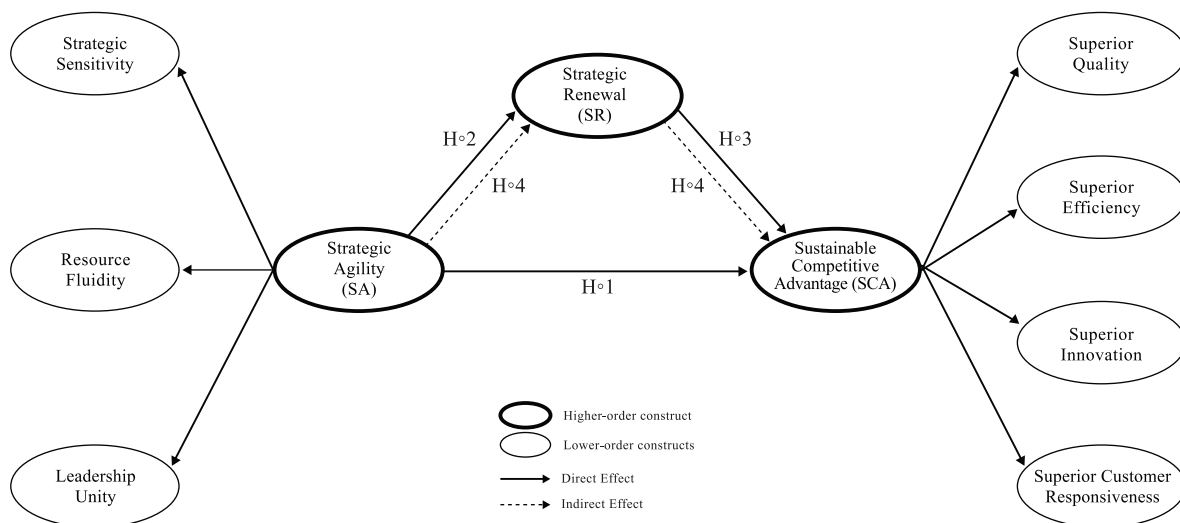 Strategic
Sensitivity
Resource
Fluidity
Leadership
Unity
Strategic
Agility
(SA)
Strategic
Renewal
(SR)
H∘2
H∘4
H∘3
H∘4
H∘1
Sustainable
Competitive
Advantage (SCA)
Superior
Quality
Superior
Efficiency
Superior
Innovation
Superior Customer
Responsiveness
Higher-order construct
Lower-order constructs
Direct Effect
Indirect Effect